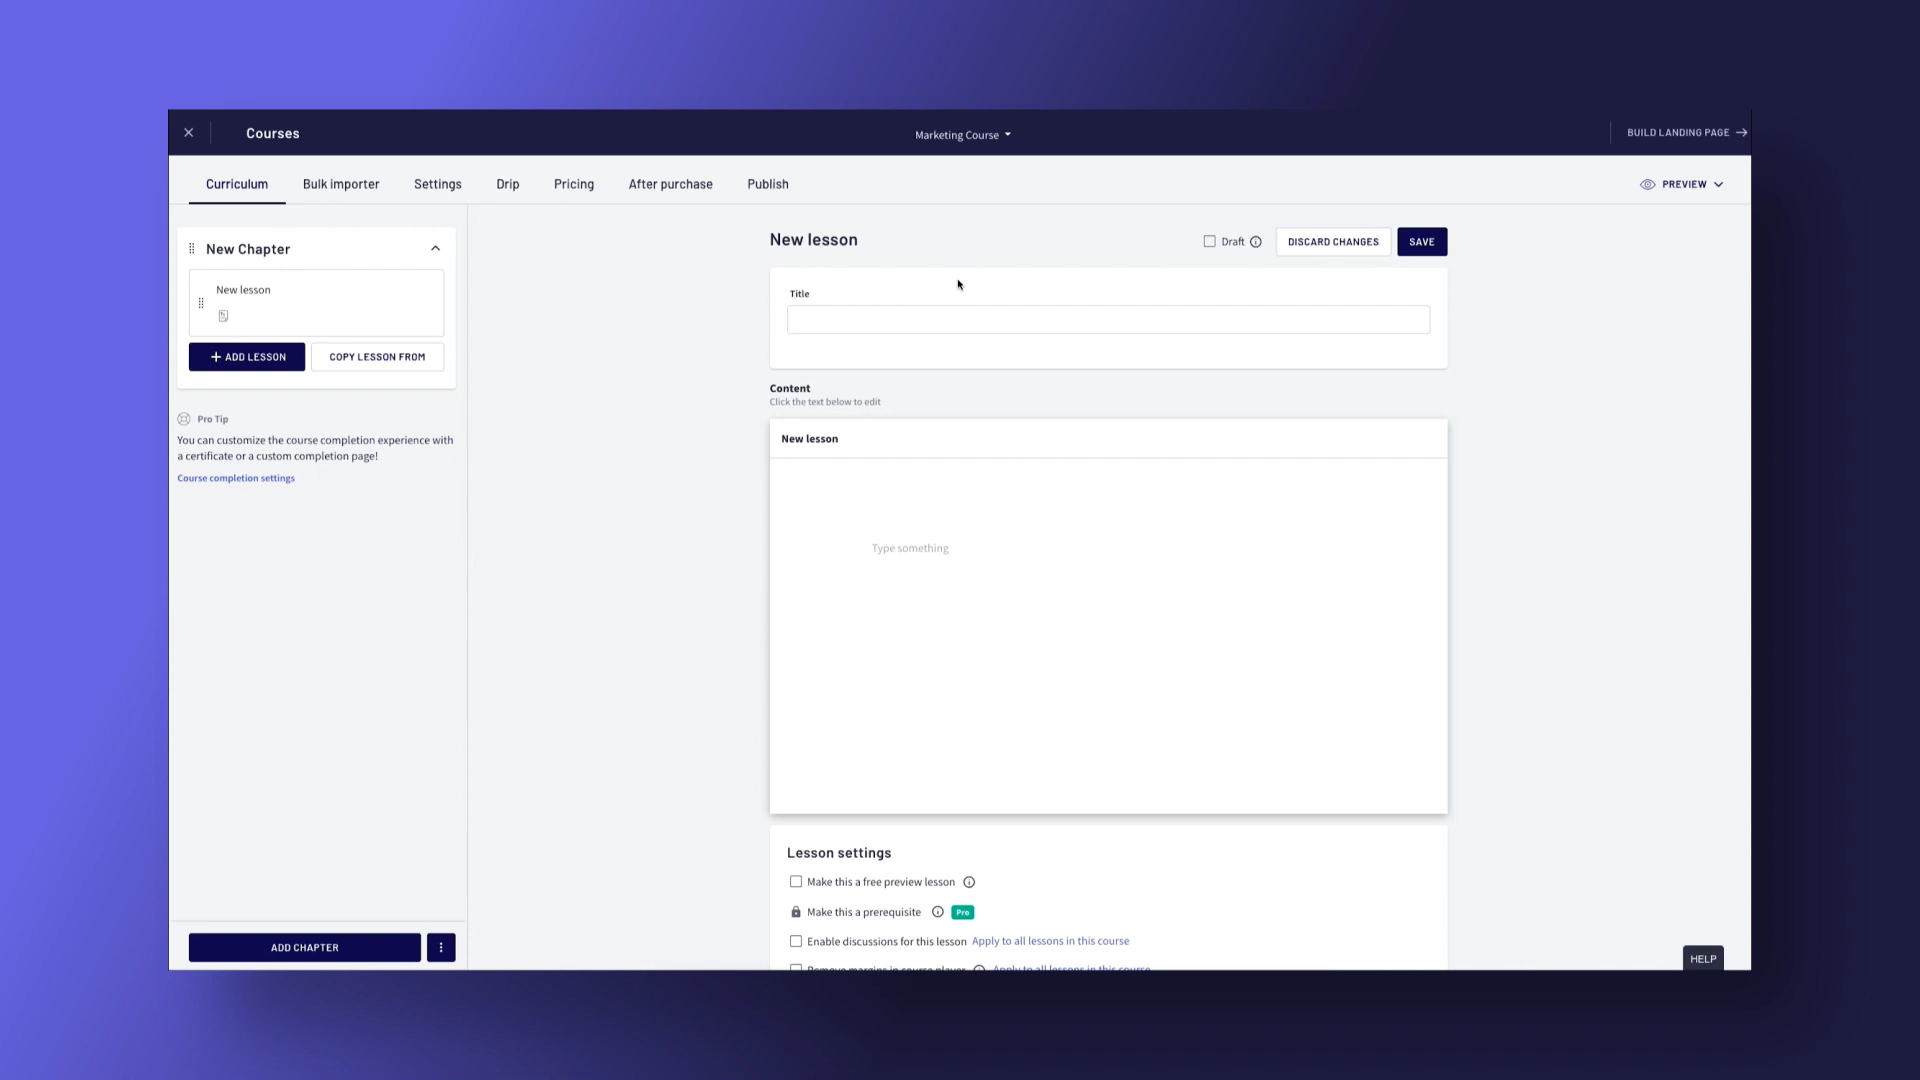 Courses
Marketing Course
BUILD LANDING PAGE
Curriculum
Bulk importer
Settings
Drip
Pricing
After purchase
Publish
PREVIEW
New Chapter
New lesson
+ ADD LESSON
COPY LESSON FROM
Pro Tip
You can customize the course completion experience with
a certificate or a custom completion page!
Course completion settings
ADD CHAPTER
New lesson
Draft
DISCARD CHANGES
SAVE
Title
Content
Click the text below to edit
New lesson
Type something
Lesson settings
Make this a free preview lesson
Make this a prerequisite
Pro
Enable discussions for this lesson Apply to all lessons in this course
Remove margins in course player Apply to all lessons in this course
HELP